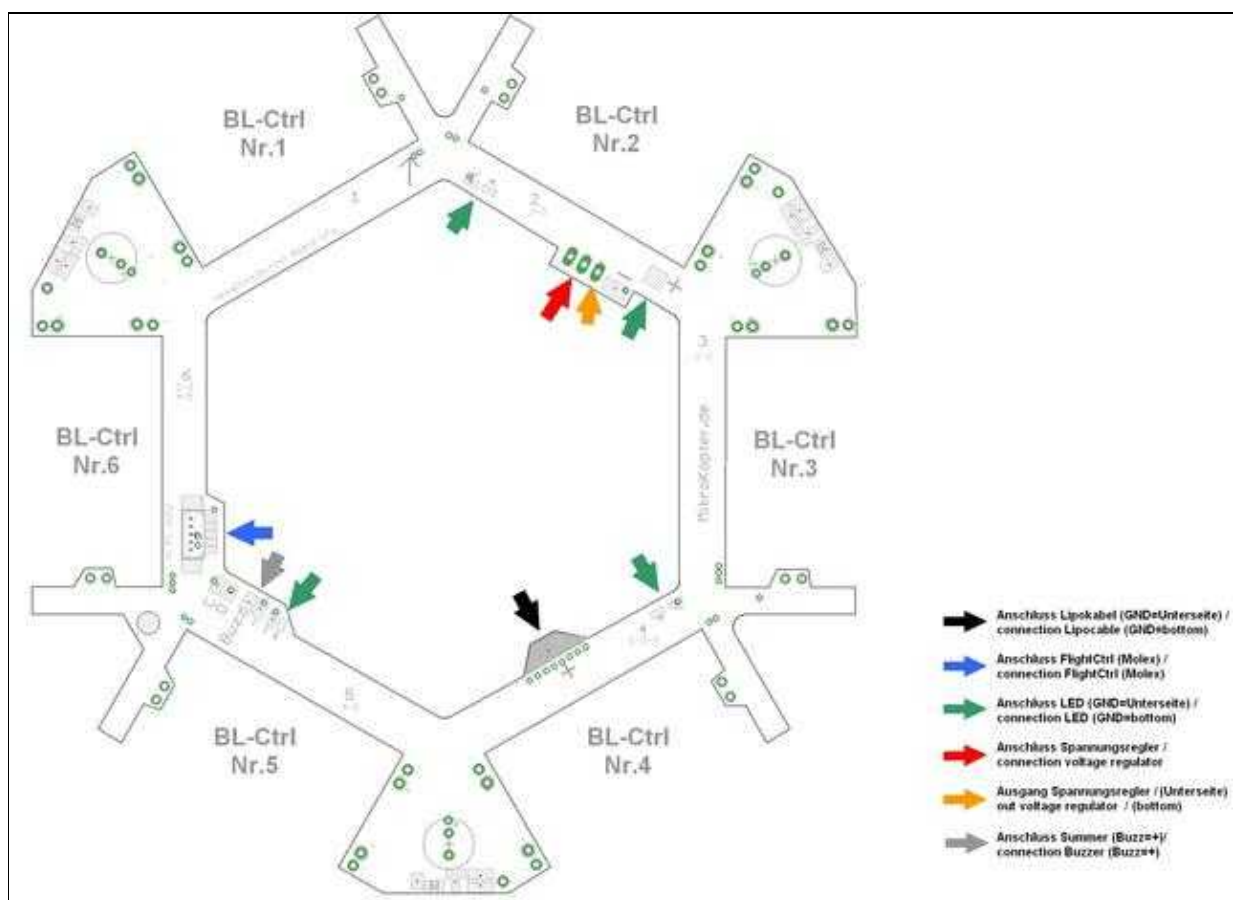 BL-Ctrl
Nr.1
BL-Ctrl
Nr.2
BL-Ctrl
Nr.6
BL-Ctrl
Nr.3
MikroKopter.de
BL-Ctrl
Nr.5
BL-Ctrl
Nr.4
Anschluss Lipokabel (GND=Unterseite) /
connection Lipocable (GND=bottom)
Anschluss FlightCtrl (Molex) /
connection FlightCtrl (Molex)
Anschluss LED (GND=Unterseite) /
connection LED (GND=bottom)
Anschluss Spannungsregler /
connection voltage regulator
Ausgang Spannungsregler / (Unterseite)
out voltage regulator / (bottom)
Anschluss Summer (Buzz=+)/
connection Buzzer (Buzz=+)